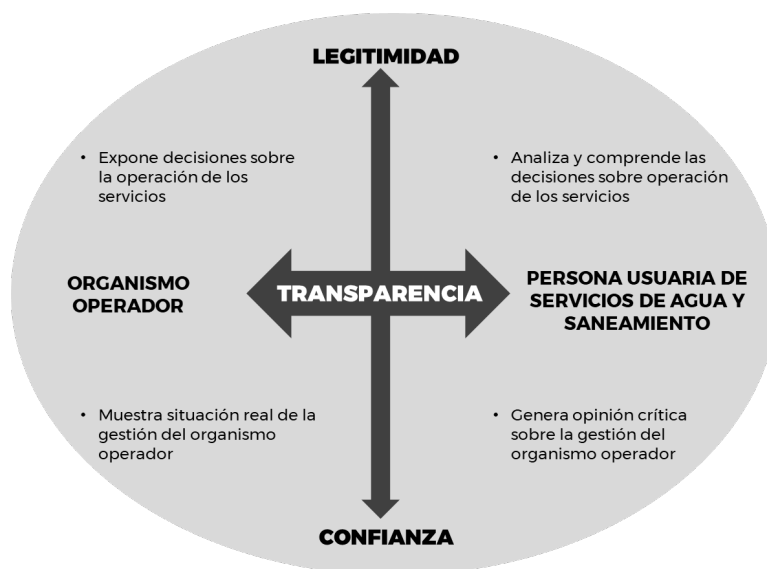 LEGITIMIDAD
• Expone decisiones sobre
la operación de los
servicios
• Analiza y comprende las
decisiones sobre operación
de los servicios
ORGANISMO
OPERADOR
TRANSPARENCIA
PERSONA USUARIA DE
SERVICIOS DE AGUA Y
SANEAMIENTO
• Muestra situación real de la
gestión del organismo
operador
• Genera opinión crítica
sobre la gestión del
organismo operador
CONFIANZA